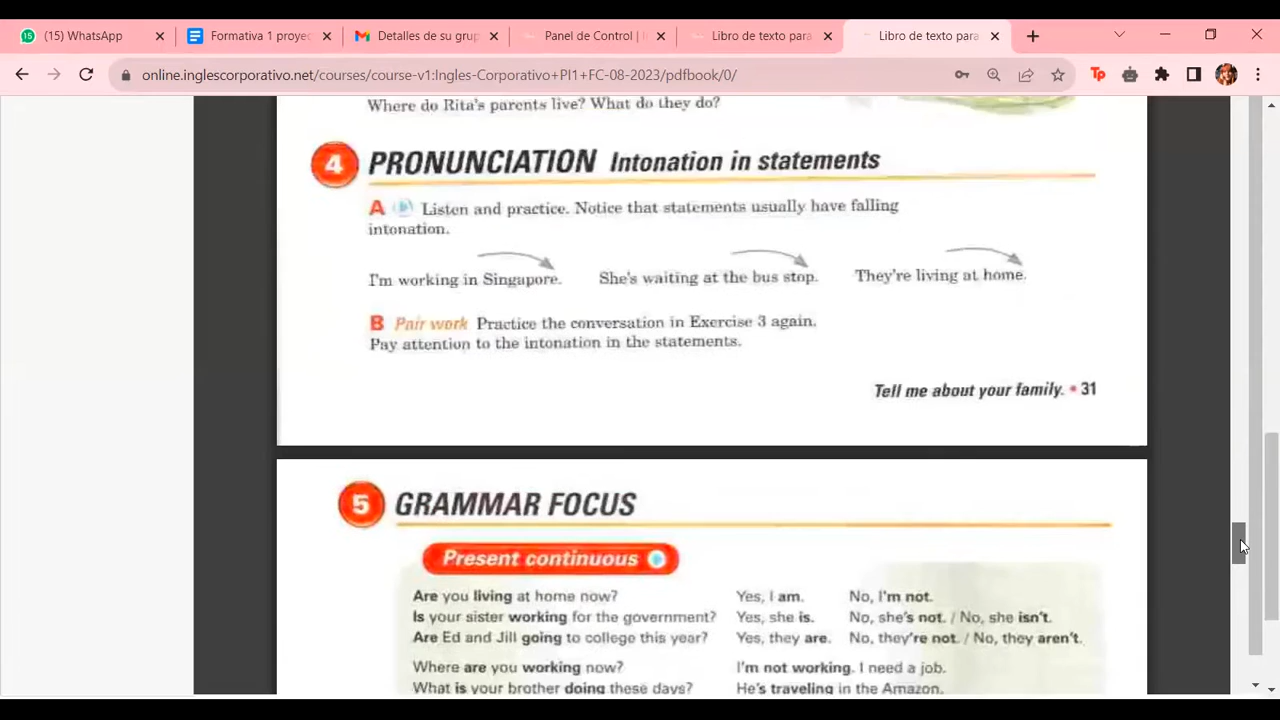 (15) WhatsApp
Formativa 1 proye
Detalles de su gru
Panel de Control | I
Libro de texto para
Libro de texto para
online.inglescorporativo.net/courses/course-v1:Ingles-Corporativo+PI1+FC-08-2023/pdfbook/0/
Where do Rita's parents live? What do they do?
4 PRONUNCIATION Intonation in statements
A Listen and practice. Notice that statements usually have falling
intonation.
I'm working in Singapore. She's waiting at the bus stop. They're living at home.
B Pair work Practice the conversation in Exercise 3 again.
Pay attention to the intonation in the statements.
Tell me about your family. • 31
5 GRAMMAR FOCUS
Present continuous
Are you living at home now? Yes, I am. No, I'm not.
Is your sister working for the government? Yes, she is. No, she's not. / No, she isn't.
Are Ed and Jill going to college this year? Yes, they are. No, they're not. / No, they aren't.
Where are you working now? I'm not working. I need a job.
What is your brother doing these days? He's traveling in the Amazon.